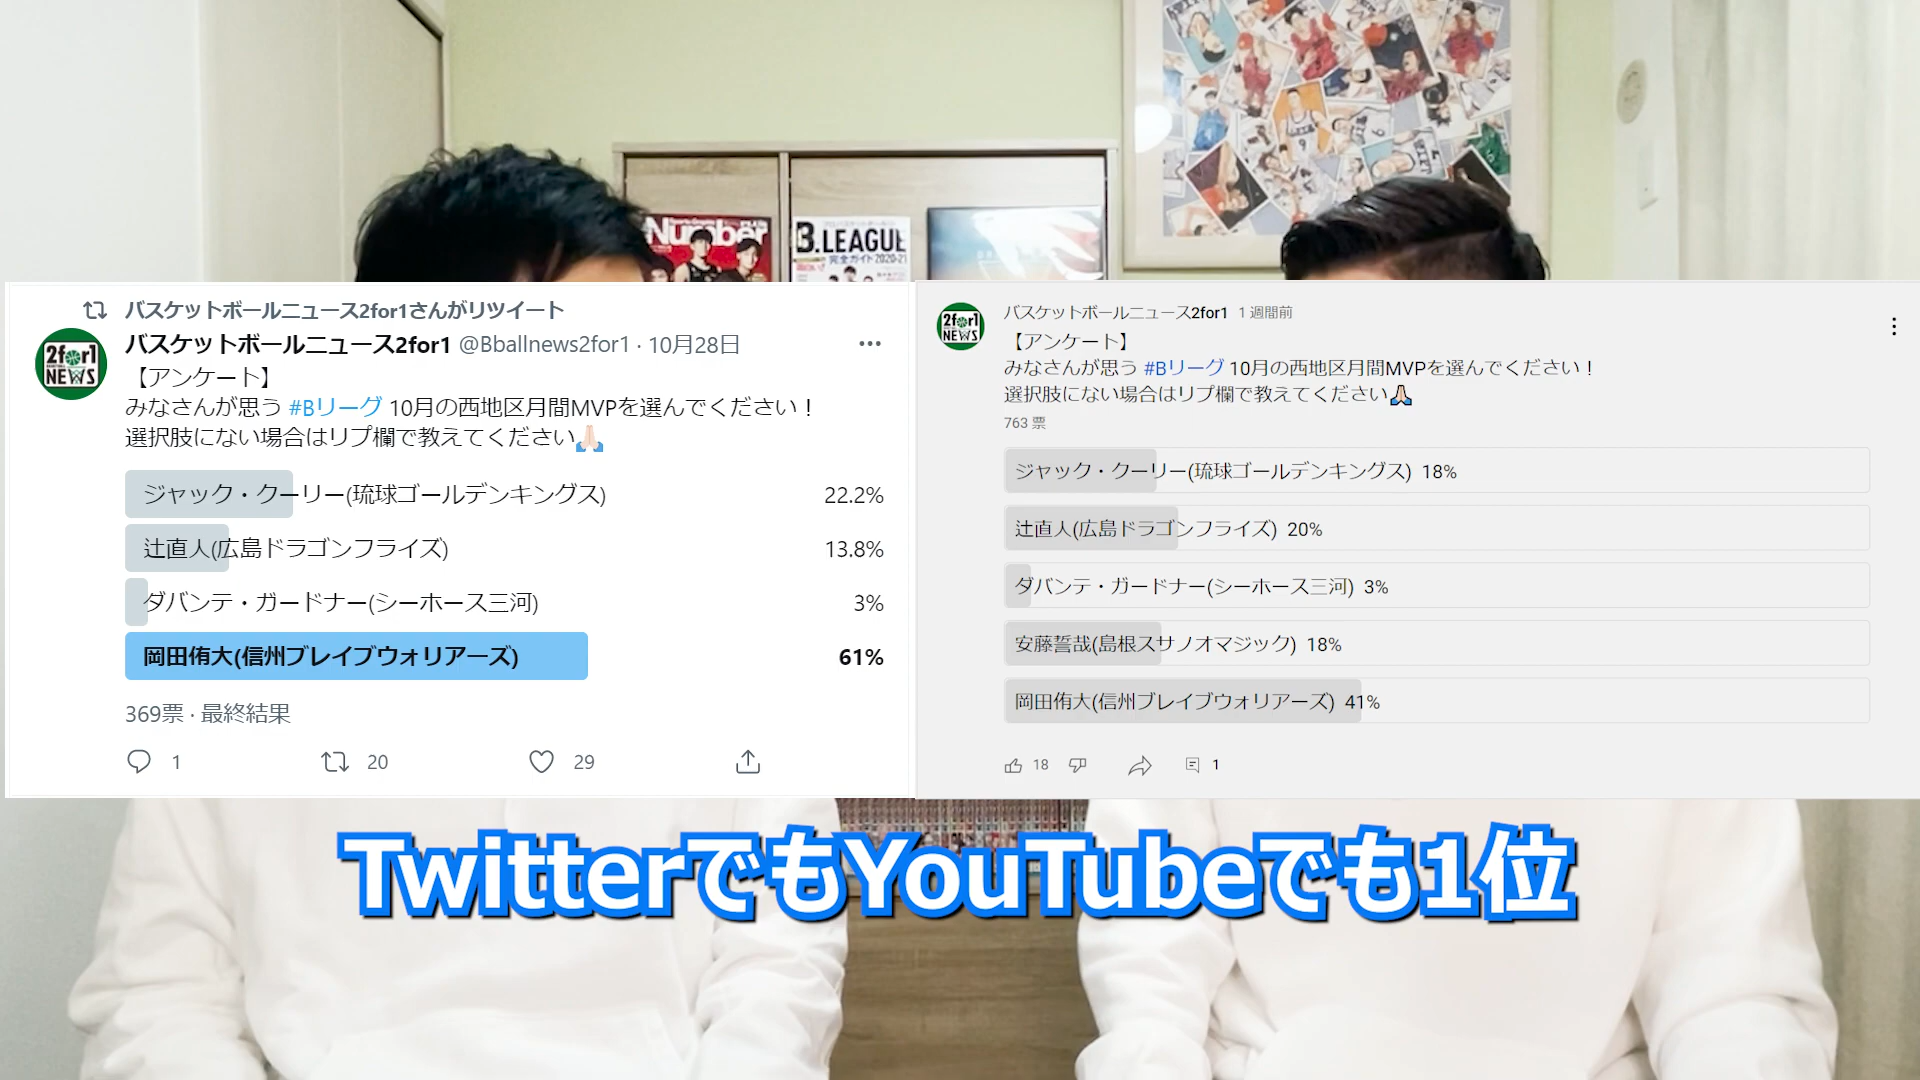 Number
B.LEAGUE
完全ガイド 2020-21
バスケットボールニュース2for1さんがリツイート
2for1
NEWS
バスケットボールニュース2for1 @Bballnews2for1 · 10月28日
【アンケート】
みなさんが思う #Bリーグ 10月の西地区月間MVPを選んでください！
選択肢にない場合はリプ欄で教えてください🙏🏻
ジャック・クーリー(琉球ゴールデンキングス) 22.2%
辻直人(広島ドラゴンフライズ) 13.8%
ダバンテ・ガードナー(シーホース三河) 3%
岡田侑大(信州ブレイブウォリアーズ) 61%
369票 · 最終結果
1 20 29
2for1
NEWS
バスケットボールニュース2for1 1 週間前
【アンケート】
みなさんが思う #Bリーグ 10月の西地区月間MVPを選んでください！
選択肢にない場合はリプ欄で教えてください🙏🏻
763 票
ジャック・クーリー(琉球ゴールデンキングス) 18%
辻直人(広島ドラゴンフライズ) 20%
ダバンテ・ガードナー(シーホース三河) 3%
安藤誓哉(島根スサノオマジック) 18%
岡田侑大(信州ブレイブウォリアーズ) 41%
18 1
TwitterでもYouTubeでも1位